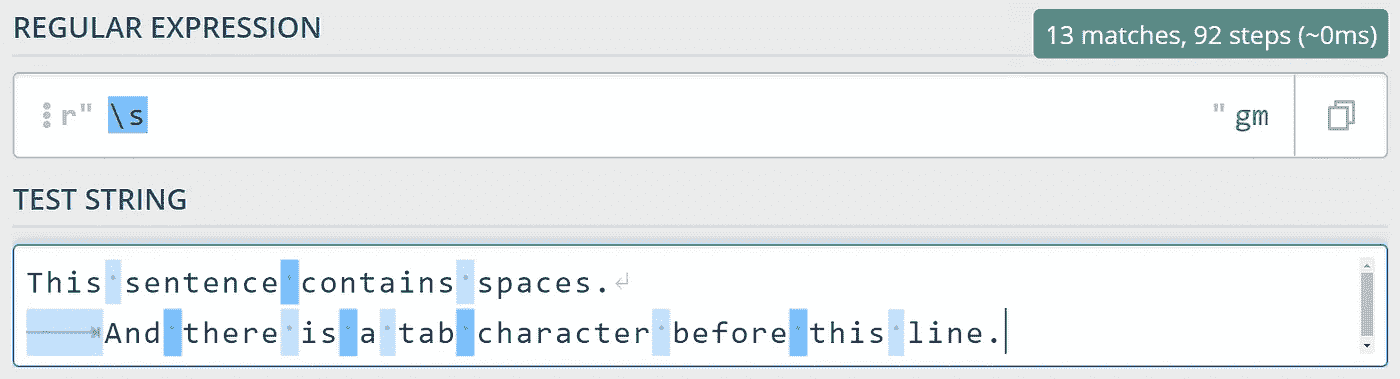 REGULAR EXPRESSION
13 matches, 92 steps (~0ms)
r" \s " gm
TEST STRING
This sentence contains spaces.
And there is a tab character before this line.